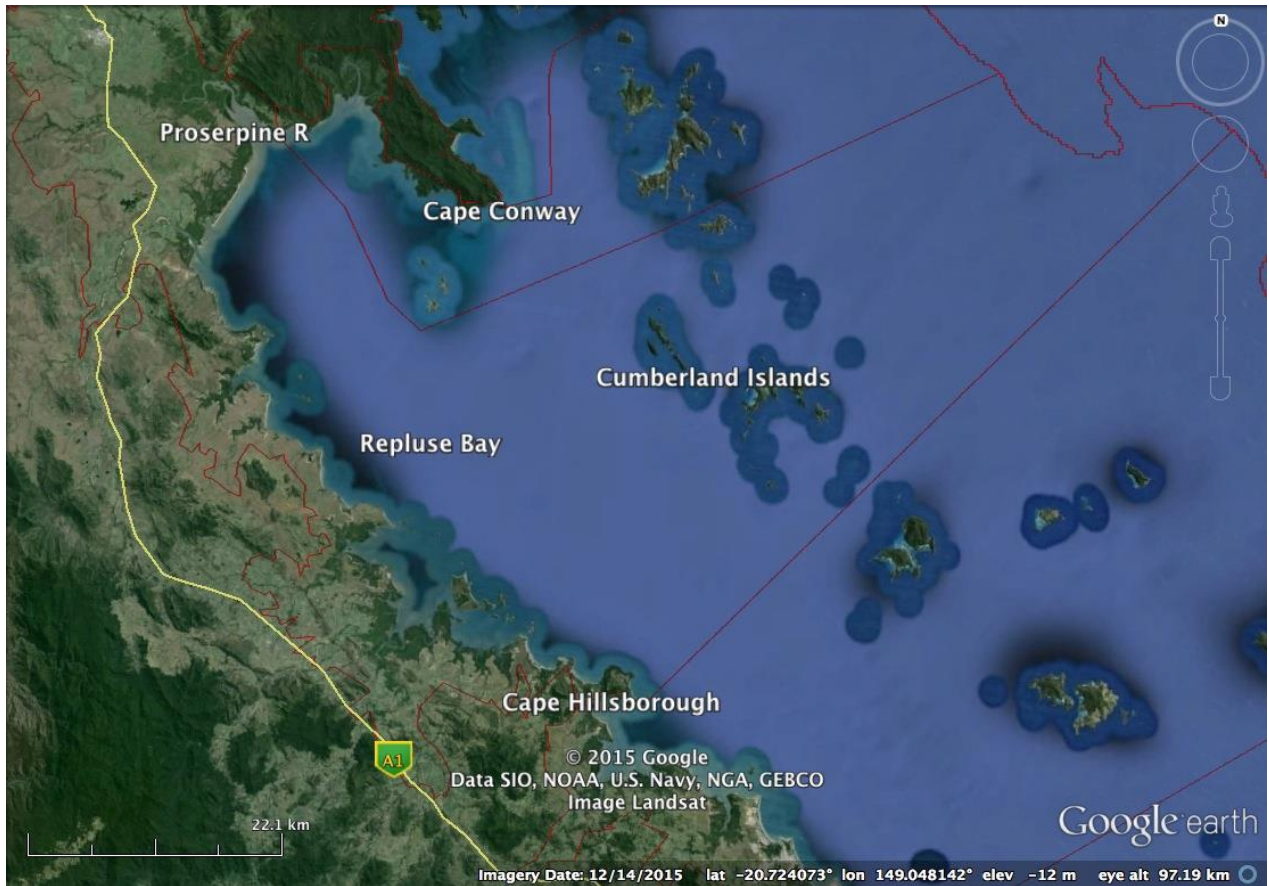 N
Proserpine R
Cape Conway
Cumberland Islands
Repluse Bay
Cape Hillsborough
A1
© 2015 Google
Data SIO, NOAA, U.S. Navy, NGA, GEBCO
Image Landsat
22.1 km
Google earth
Imagery Date: 12/14/2015 lat -20.724073° lon 149.048142° elev -12 m eye alt 97.19 km